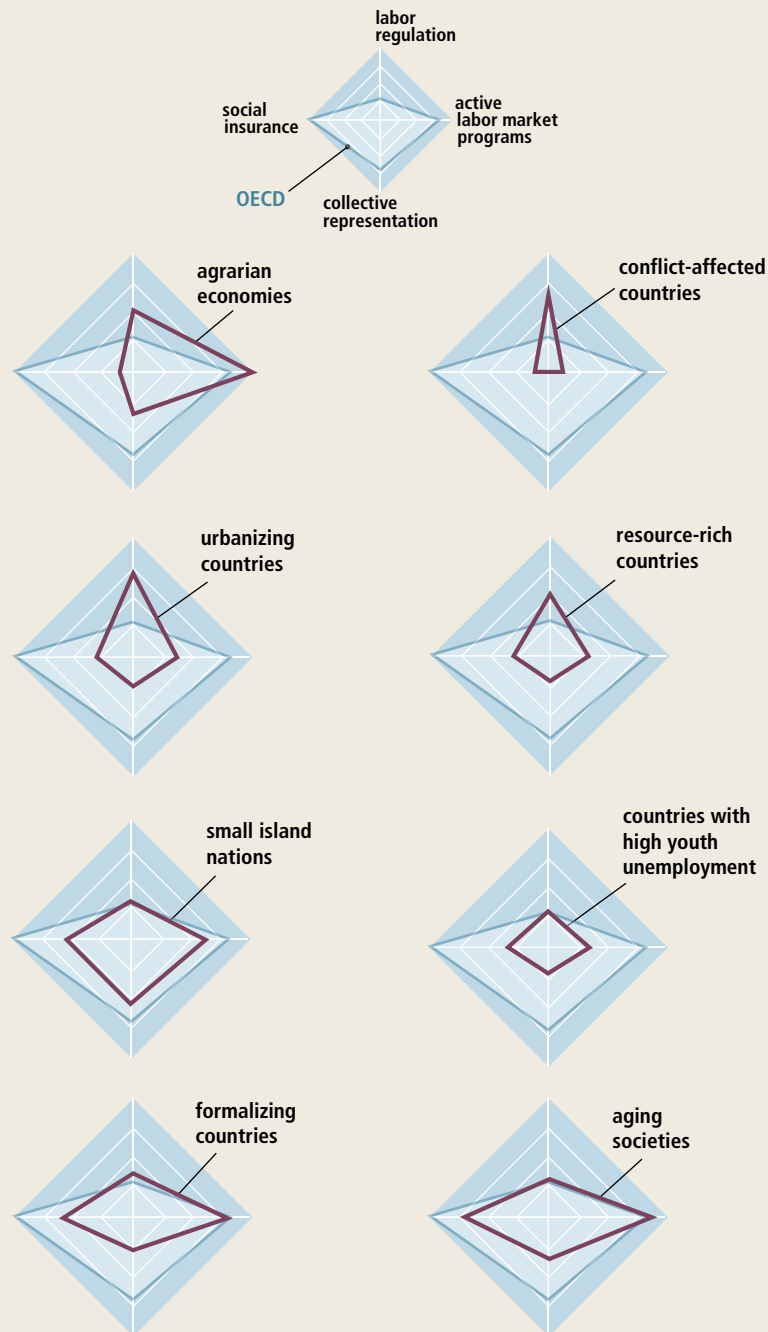 labor
regulation
social
insurance
active
labor market
programs
OECD
collective
representation
agrarian
economies
conflict-affected
countries
urbanizing
countries
resource-rich
countries
small island
nations
countries with
high youth
unemployment
formalizing
countries
aging
societies